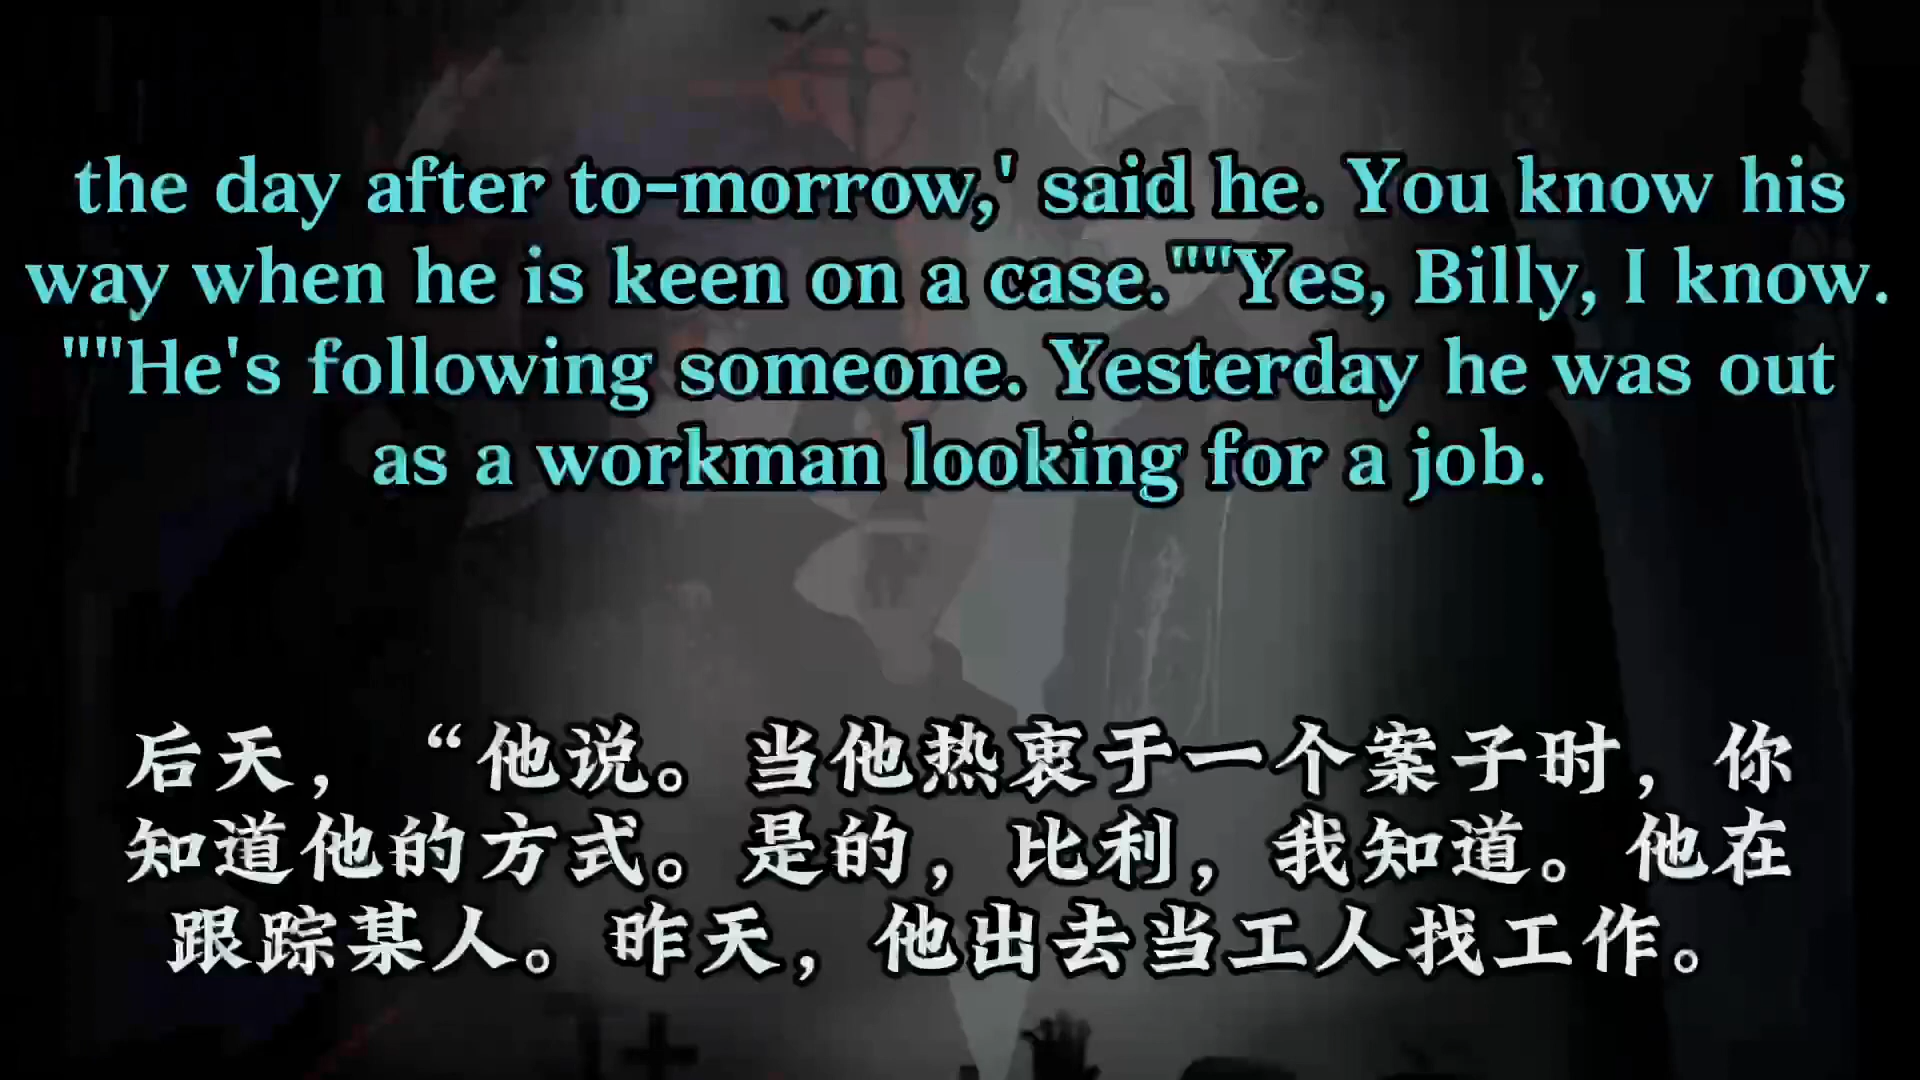 the day after to-morrow,' said he. You know his
way when he is keen on a case.""Yes, Billy, I know.
""He's following someone. Yesterday he was out
as a workman looking for a job.
后天，“他说。当他热衷于一个案子时，你
知道他的方式。是的，比利，我知道。他在
跟踪某人。昨天，他出去当工人找工作。